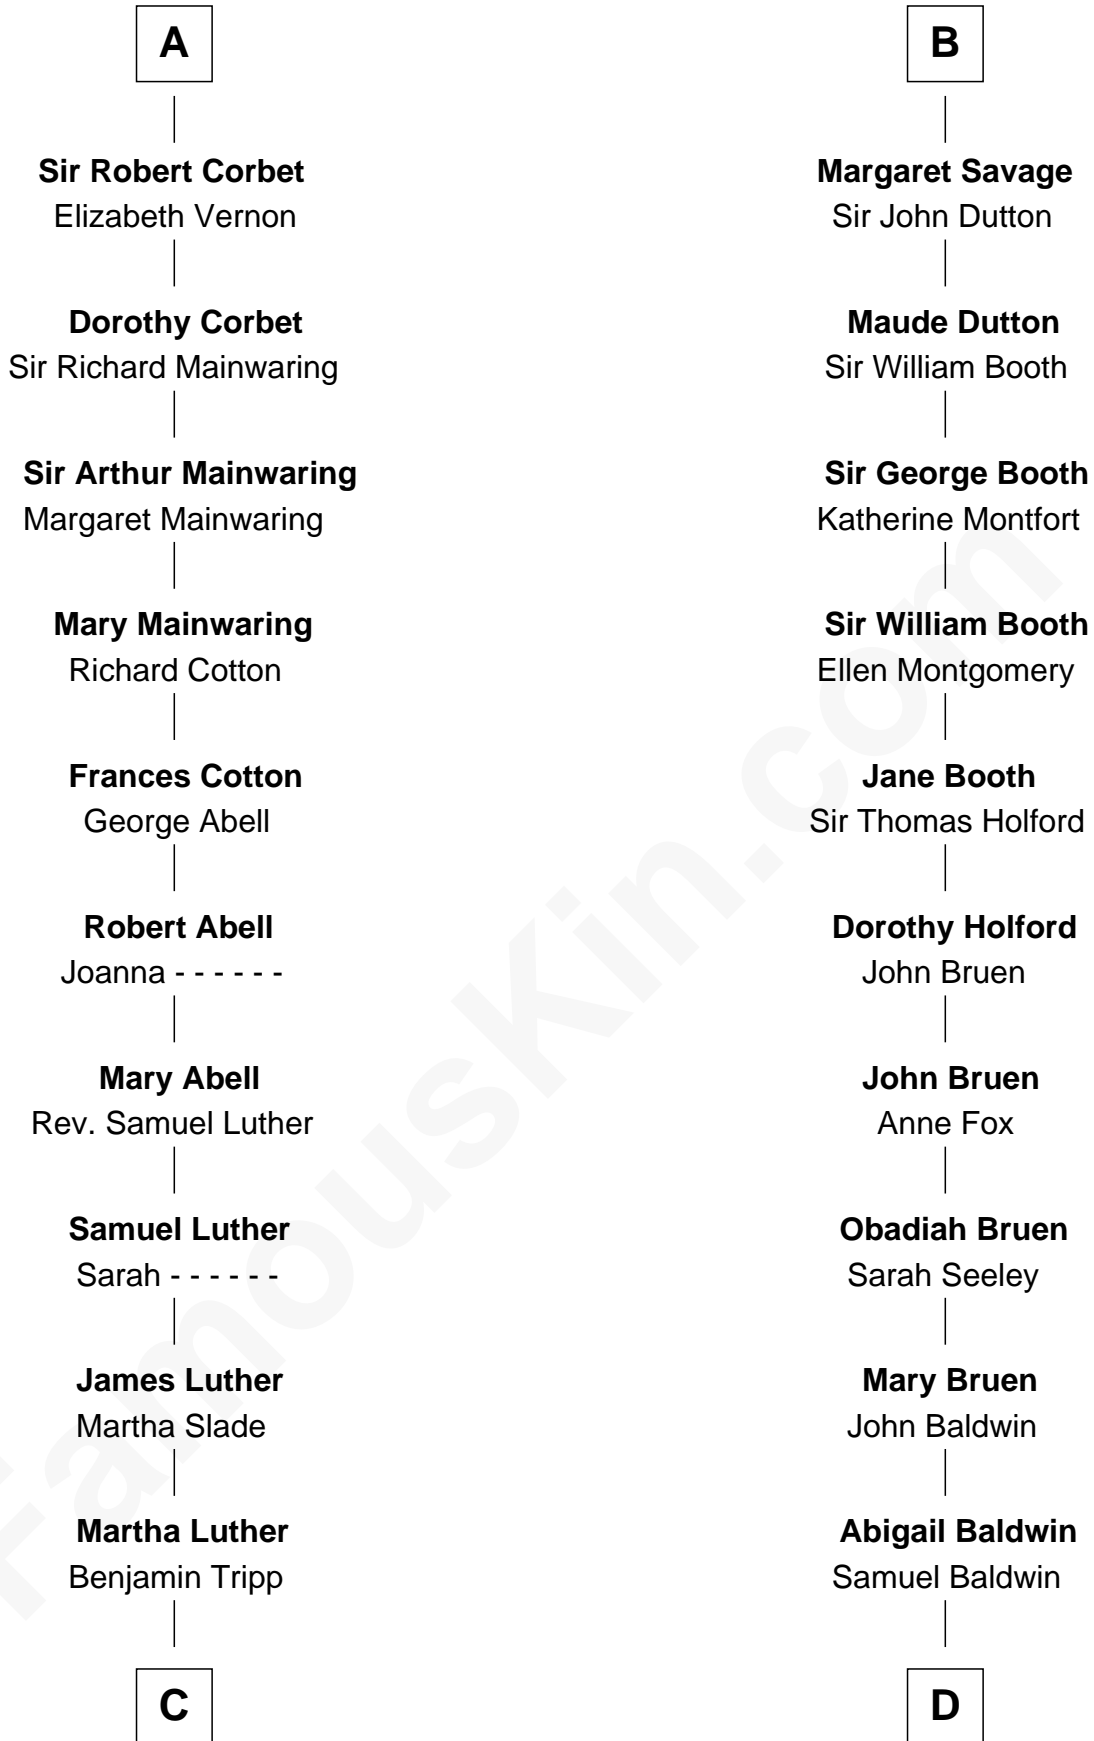 A
Sir Robert Corbet
Elizabeth Vernon
Dorothy Corbet
Sir Richard Mainwaring
Sir Arthur Mainwaring
Margaret Mainwaring
Mary Mainwaring
Richard Cotton
Frances Cotton
George Abell
Robert Abell
Joanna - - - - - -
Mary Abell
Rev. Samuel Luther
Samuel Luther
Sarah - - - - - -
James Luther
Martha Slade
Martha Luther
Benjamin Tripp
C
B
Margaret Savage
Sir John Dutton
Maude Dutton
Sir William Booth
Sir George Booth
Katherine Montfort
Sir William Booth
Ellen Montgomery
Jane Booth
Sir Thomas Holford
Dorothy Holford
John Bruen
John Bruen
Anne Fox
Obadiah Bruen
Sarah Seeley
Mary Bruen
John Baldwin
Abigail Baldwin
Samuel Baldwin
D
FamousKin.com